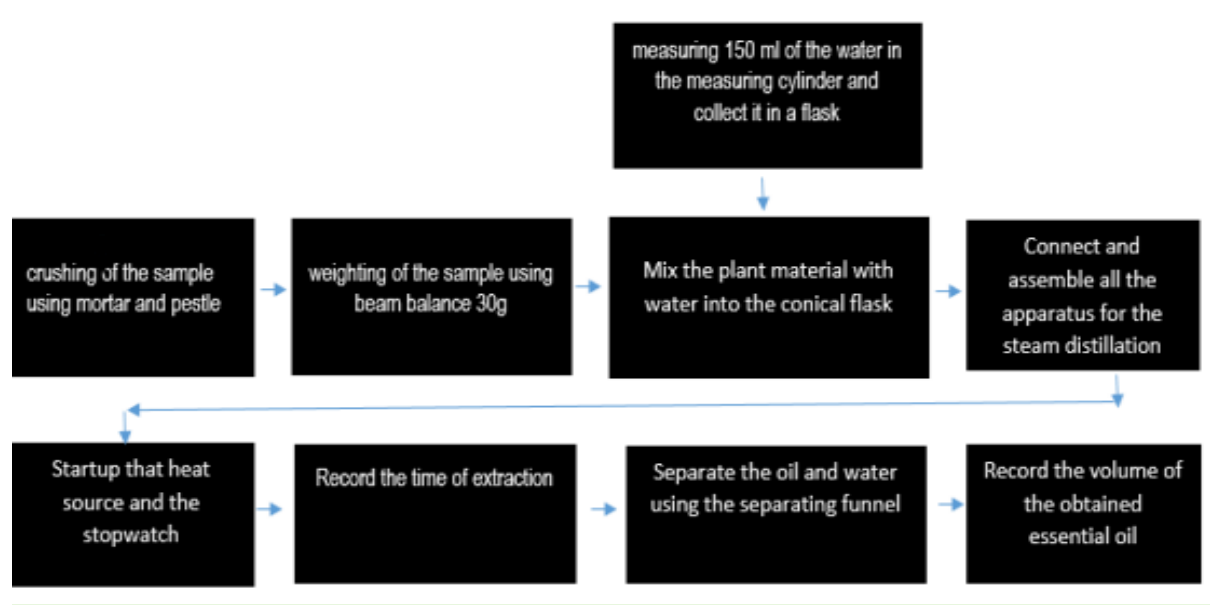 measuring 150 ml of the water in
the measuring cylinder and
collect it in a flask
crushing of the sample
using mortar and pestle
weighting of the sample using
beam balance 30g
Mix the plant material with
water into the conical flask
Connect and
assemble all the
apparatus for the
steam distillation
Startup that heat
source and the
stopwatch
Record the time of extraction
Separate the oil and water
using the separating funnel
Record the volume of
the obtained
essential oil